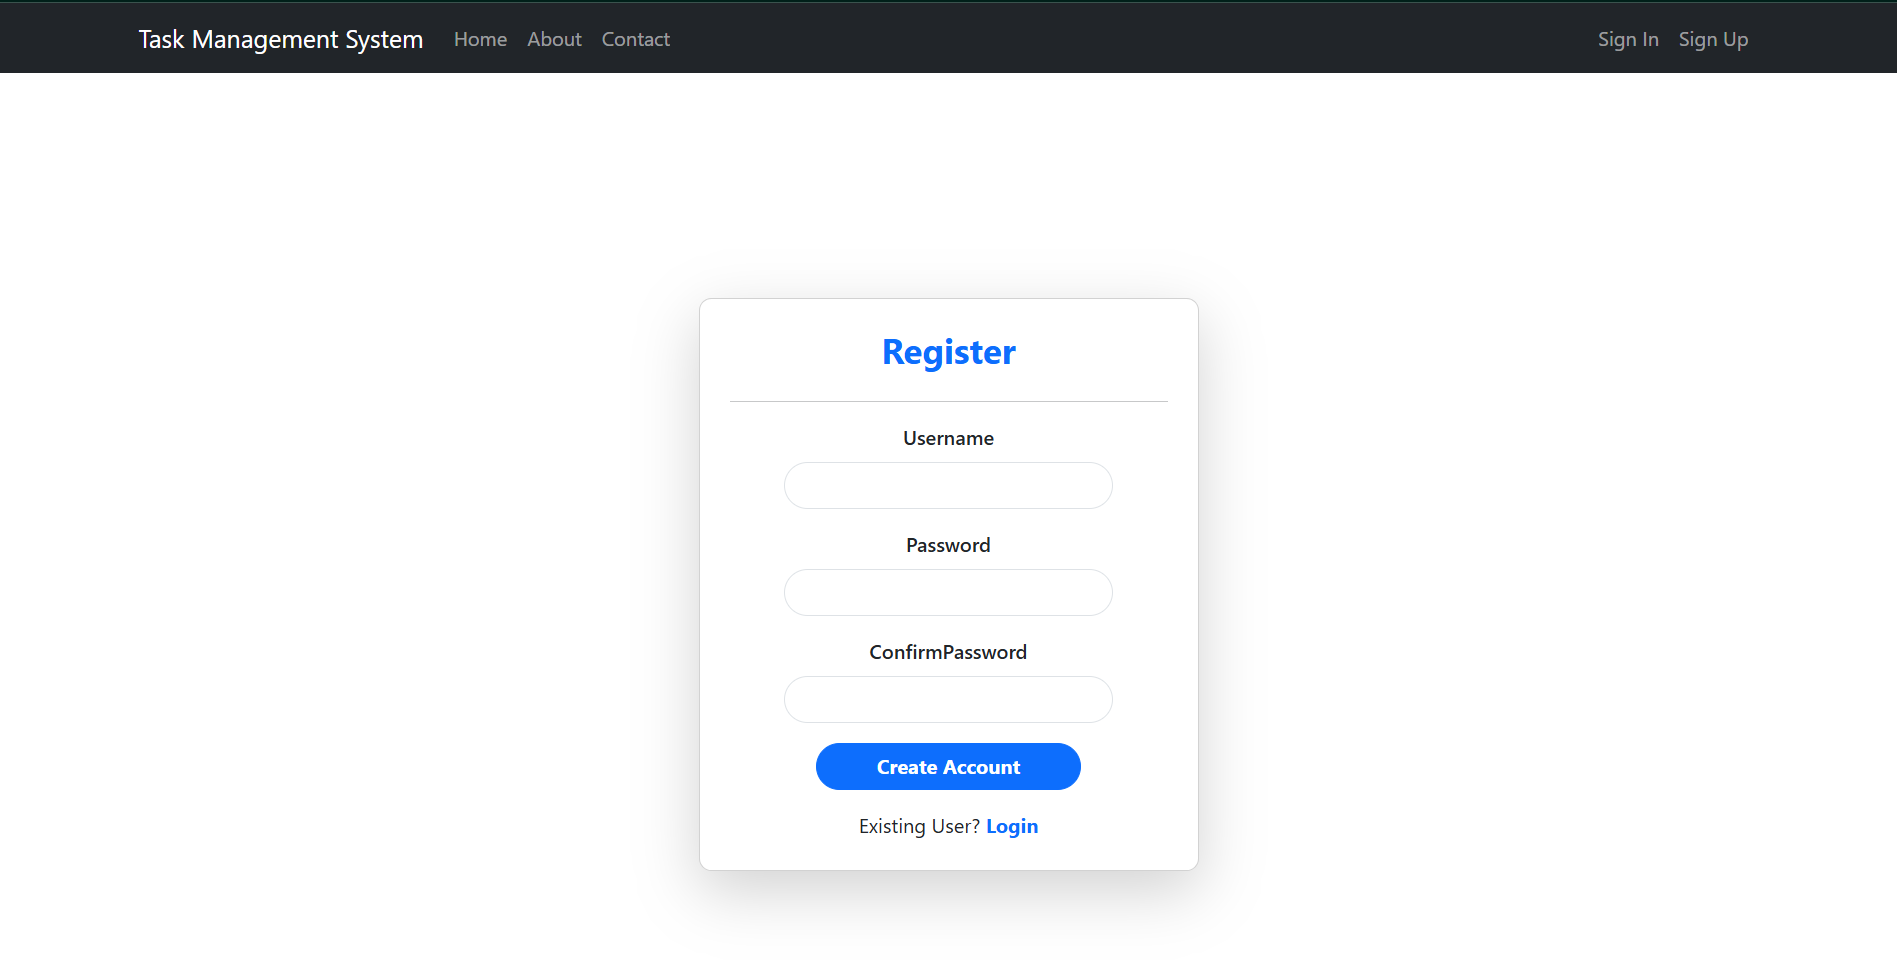 Task Management System Home About Contact Sign In Sign Up
Register
Username
Password
ConfirmPassword
Create Account
Existing User? Login